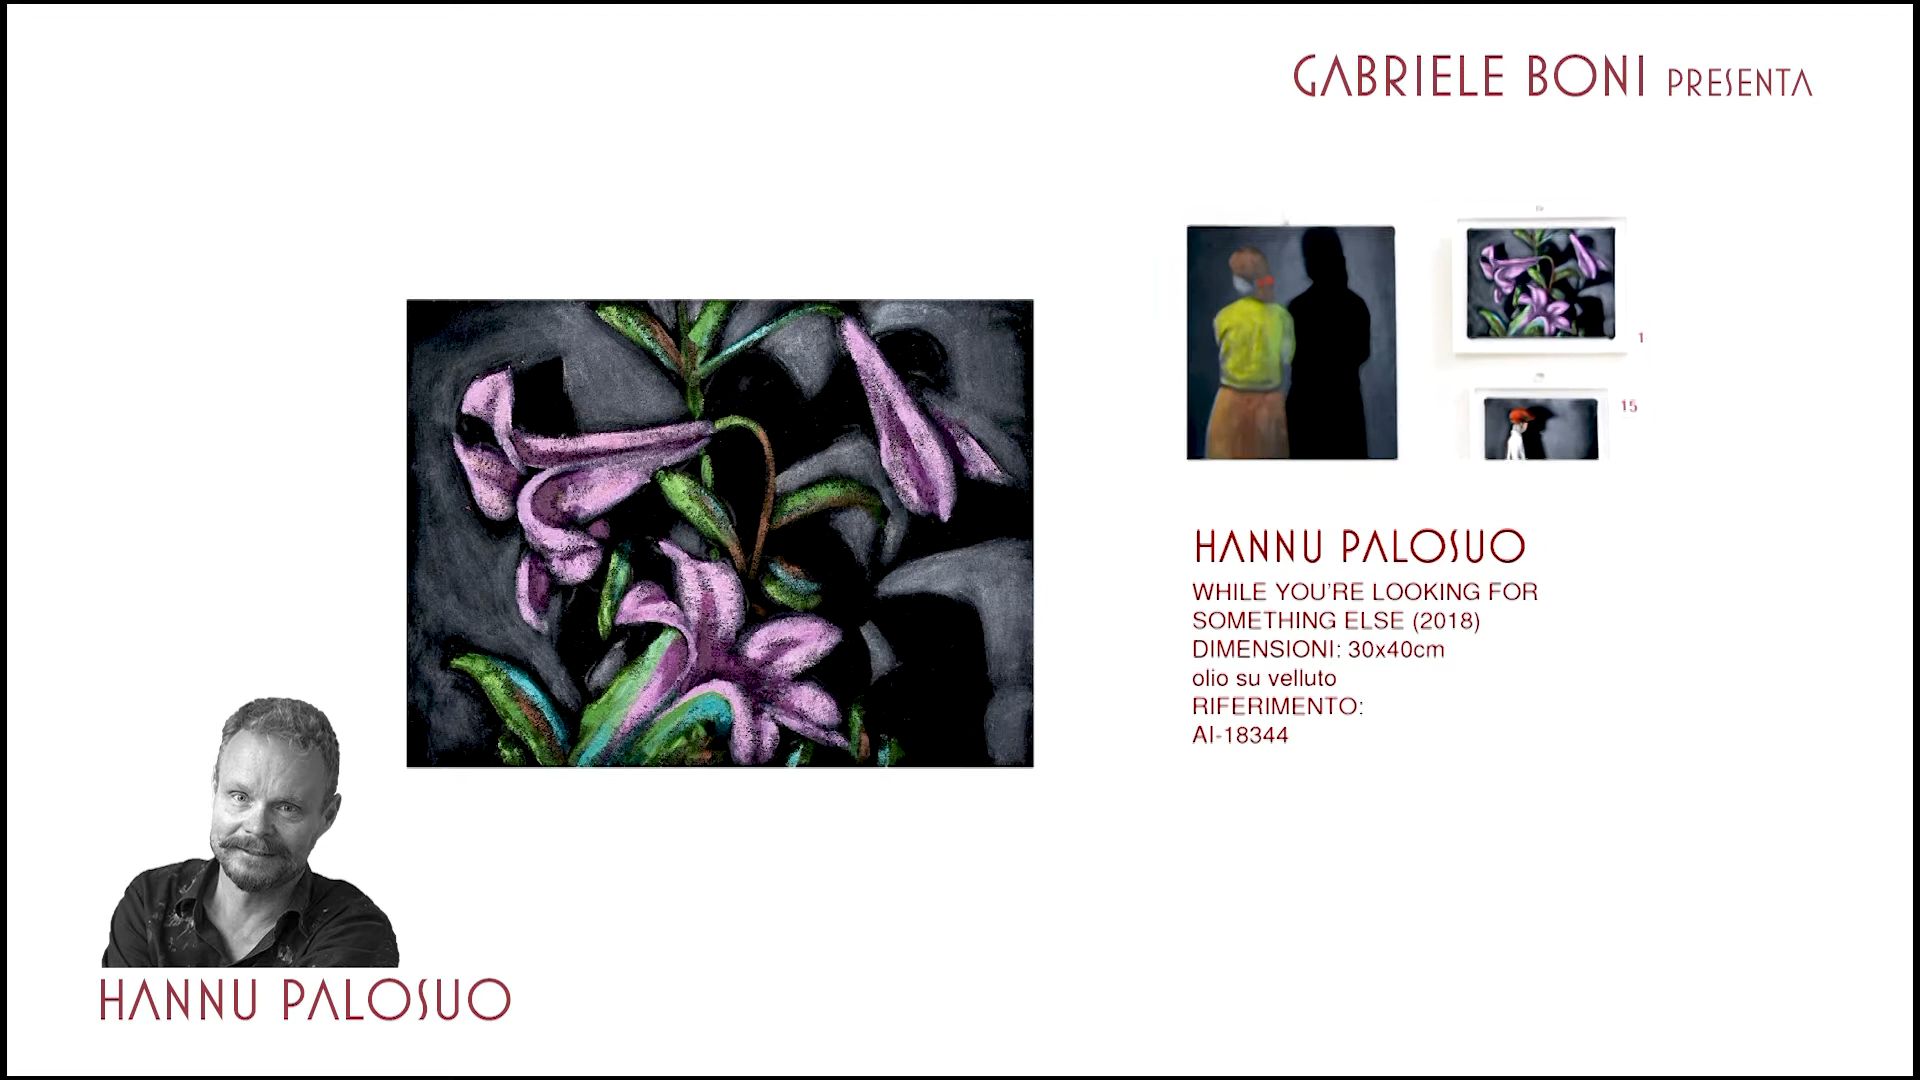 GABRIELE BONI PRESENTA
1
15
HANNU PALOSUO
WHILE YOU'RE LOOKING FOR
SOMETHING ELSE (2018)
DIMENSIONI: 30x40cm
olio su velluto
RIFERIMENTO:
AI-18344
HANNU PALOSUO